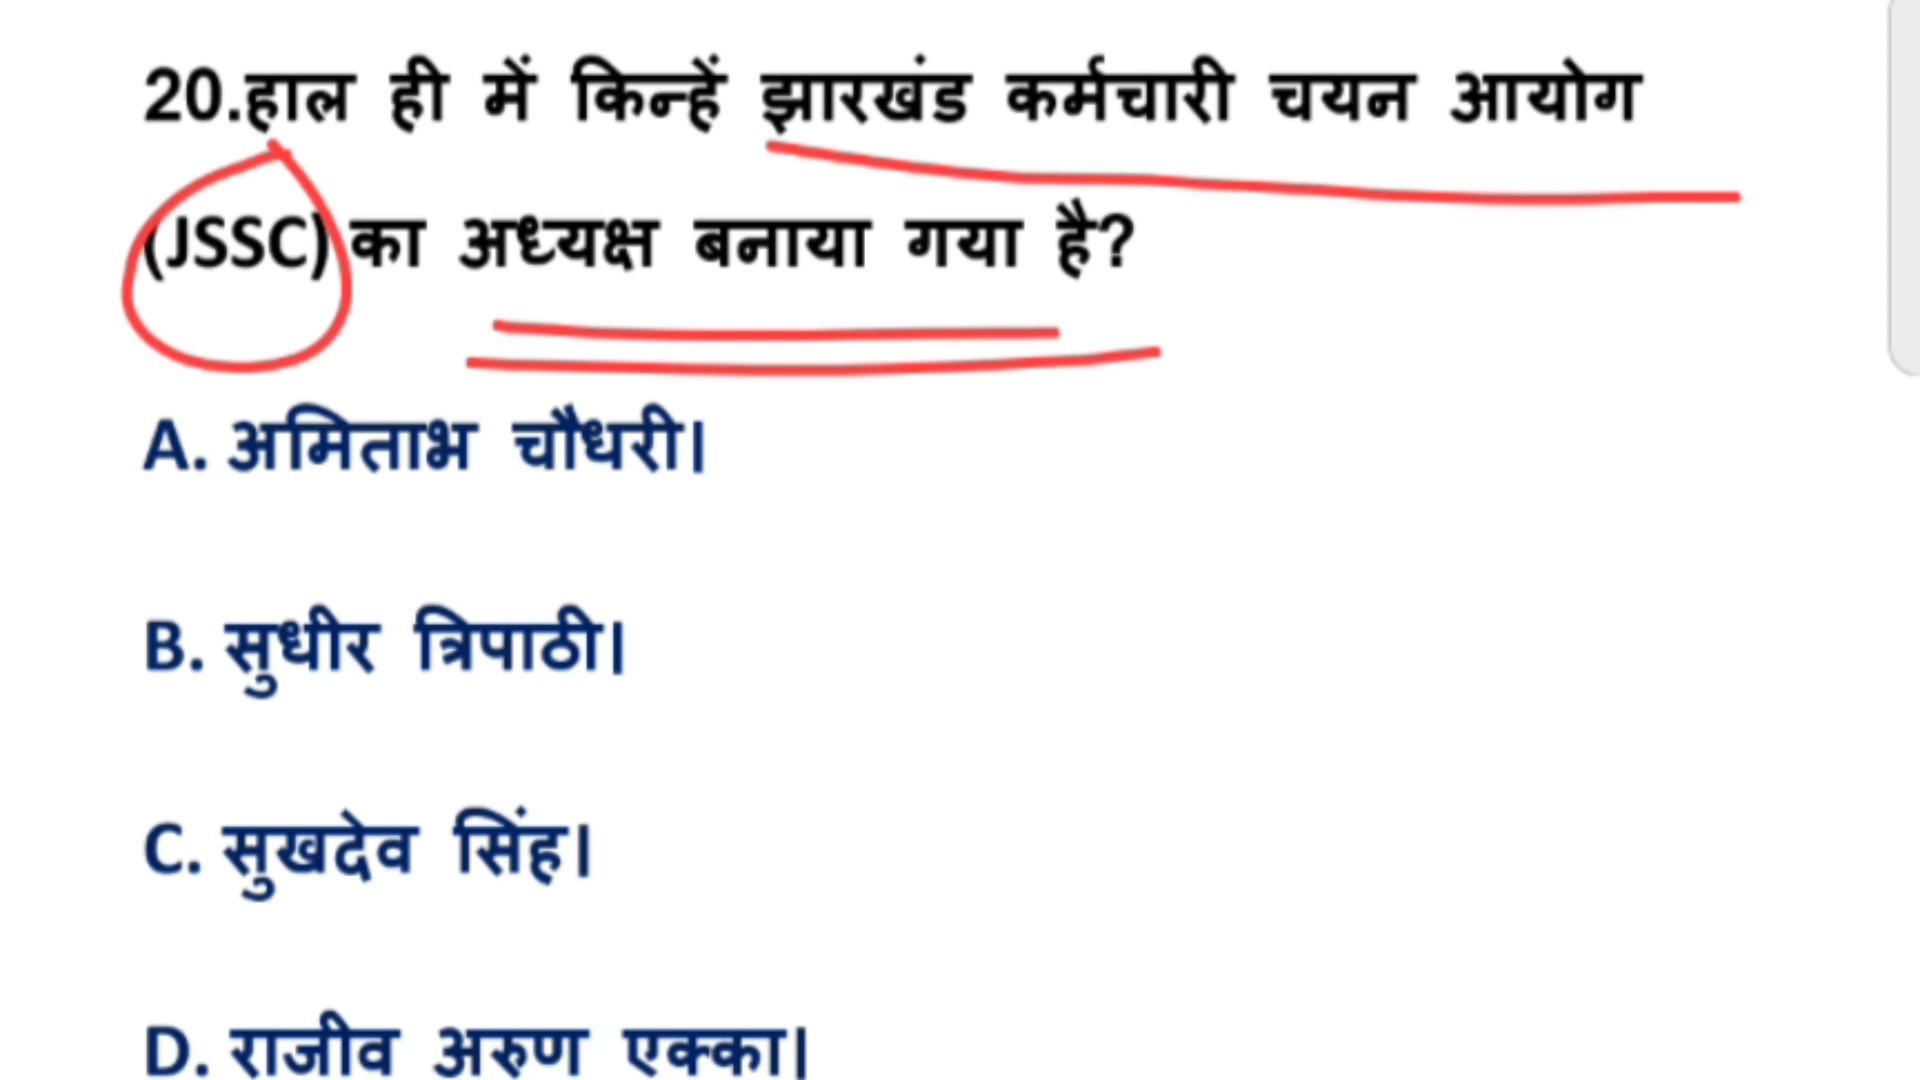 20.हाल ही में किन्हें झारखंड कर्मचारी चयन आयोग
(JSSC) का अध्यक्ष बनाया गया है?
A. अमिताभ चौधरी।
B. सुधीर त्रिपाठी।
C. सुखदेव सिंह।
D. राजीव अरुण एक्का।